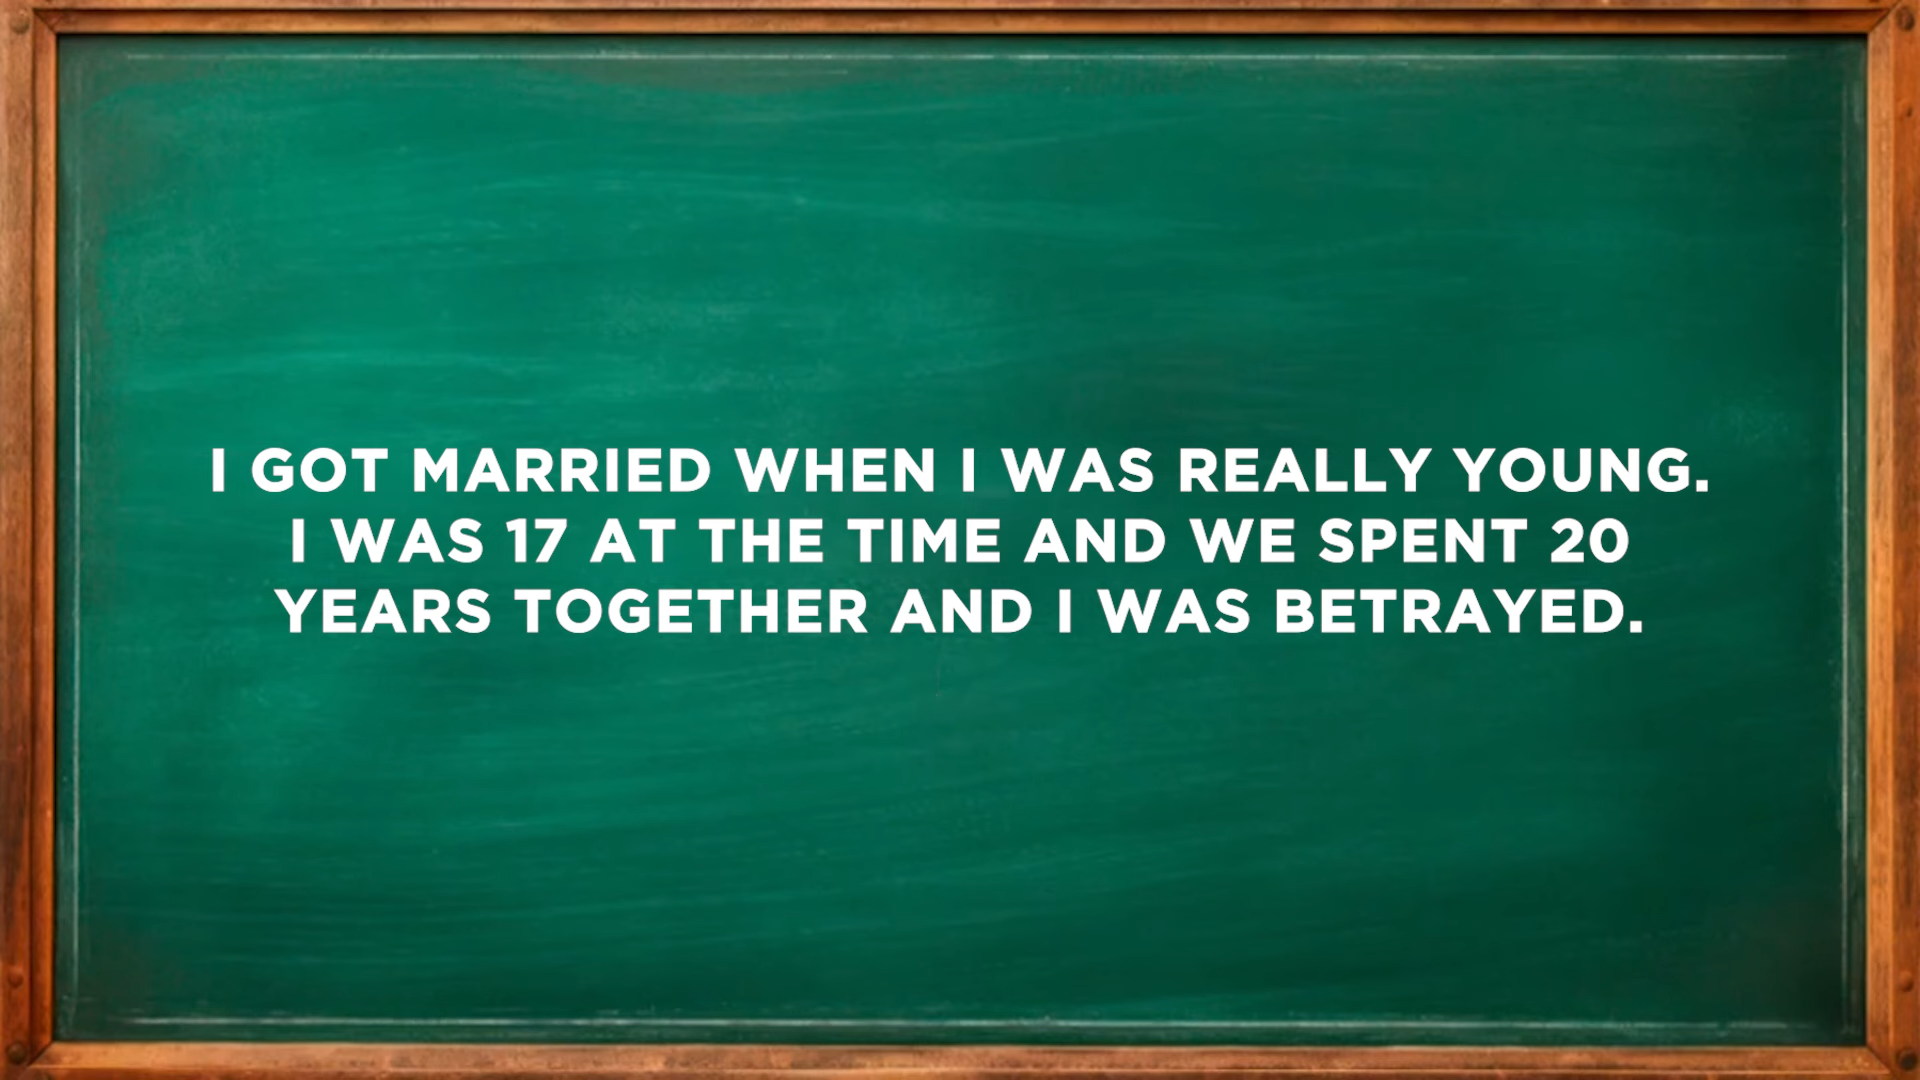 I GOT MARRIED WHEN I WAS REALLY YOUNG.
I WAS 17 AT THE TIME AND WE SPENT 20
YEARS TOGETHER AND I WAS BETRAYED.